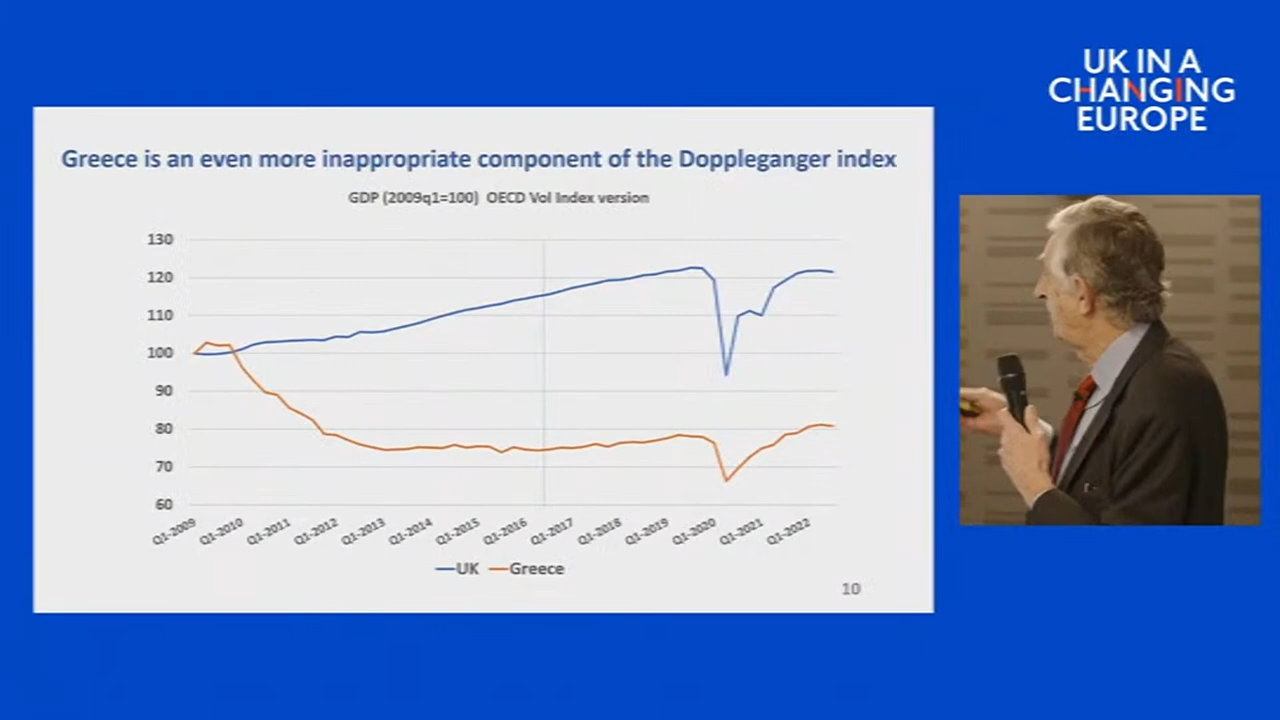 UK IN A
CHANGING
EUROPE
Greece is an even more inappropriate component of the Doppleganger index
GDP (2009q1=100) OECD Vol Index version
130
120
110
100
90
80
70
60
Q1-2009
Q1-2010
Q1-2011
Q1-2012
Q1-2013
Q1-2014
Q1-2015
Q1-2016
Q1-2017
Q1-2018
Q1-2019
Q1-2020
Q1-2021
Q1-2022
UK
Greece
10